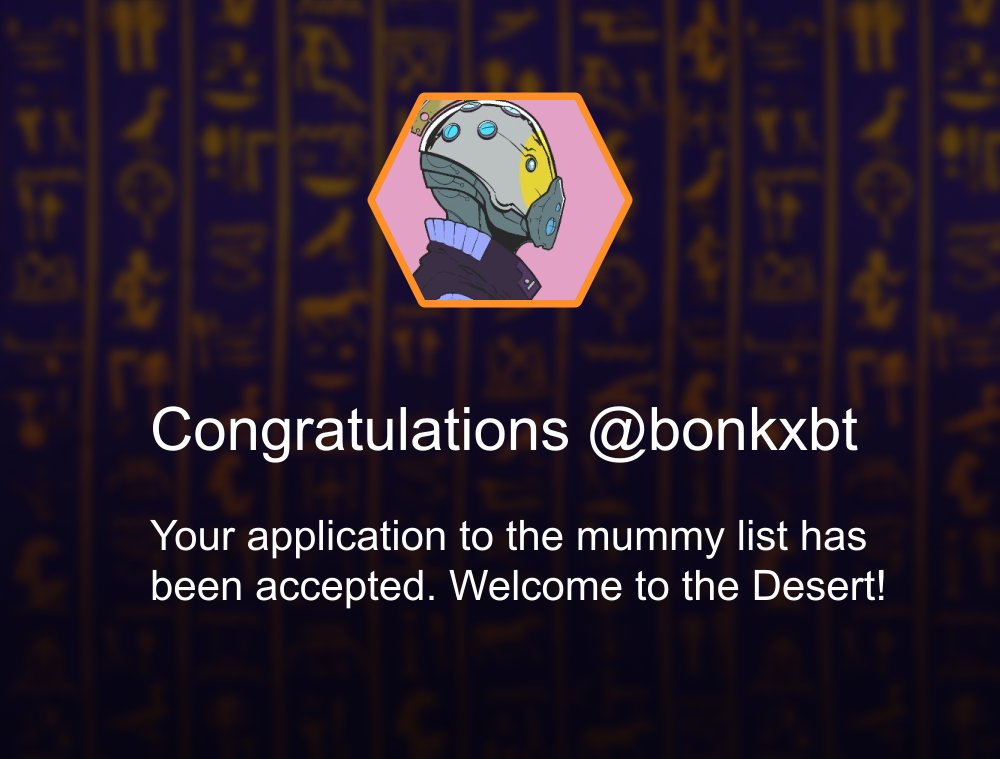 Congratulations @bonkxbt
Your application to the mummy list has
been accepted. Welcome to the Desert!